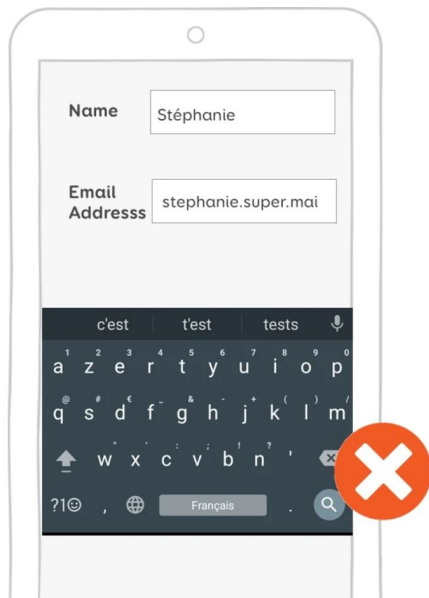 Name
Stéphanie
Email
Addresss
stephanie.super.mai
c'est t'est tests
1 2 3 4 5 6 7 8 9 0
a z e r t y u i o p
@ # € - & - + ( ) /
q s d f g h j k l m
* " ' : ; ! ?
w x c v b n '
?1☺ , Français .